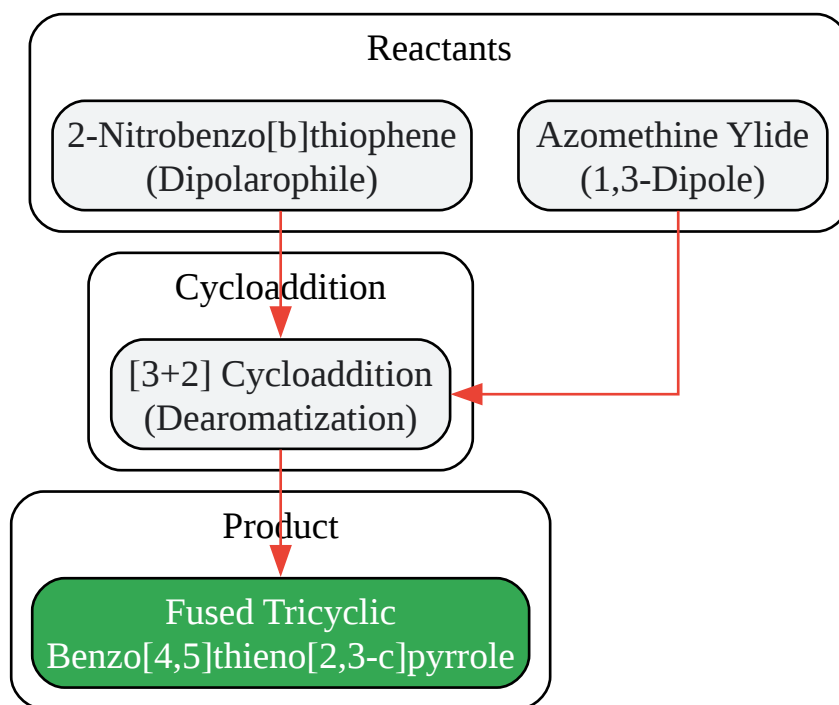 Reactants
2-Nitrobenzo[b]thiophene
(Dipolarophile)
Azomethine Ylide
(1,3-Dipole)
Cycloaddition
[3+2] Cycloaddition
(Dearomatization)
Product
Fused Tricyclic
Benzo[4,5]thieno[2,3-c]pyrrole